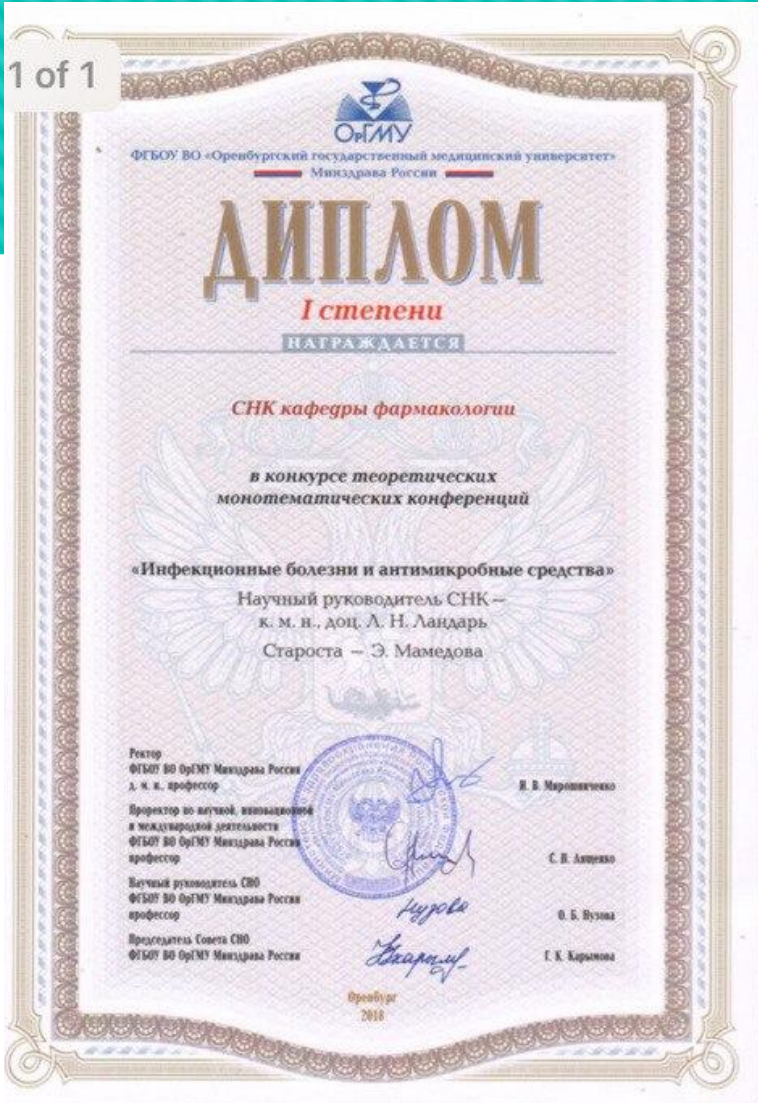 1 of 1
ОрГМУ
ФГБОУ ВО «Оренбургский государственный медицинский университет»
Минздрава России
ДИПЛОМ
I степени
НАГРАЖДАЕТСЯ
СНК кафедры фармакологии
в конкурсе теоретических
монотематических конференций
«Инфекционные болезни и антимикробные средства»
Научный руководитель СНК —
к. м. н., доц. Л. Н. Ландарь
Староста — Э. Мамедова
Ректор
ФГБОУ ВО ОрГМУ Минздрава России
д. м. н., профессор
И. В. Мирошниченко
Проректор по научной, инновационной
и международной деятельности
ФГБОУ ВО ОрГМУ Минздрава России
профессор
С. В. Лященко
Научный руководитель СНО
ФГБОУ ВО ОрГМУ Минздрава России
профессор
Нузова
О. Б. Нузова
Председатель Совета СНО
ФГБОУ ВО ОрГМУ Минздрава России
Г. К. Карымова
Оренбург
2018